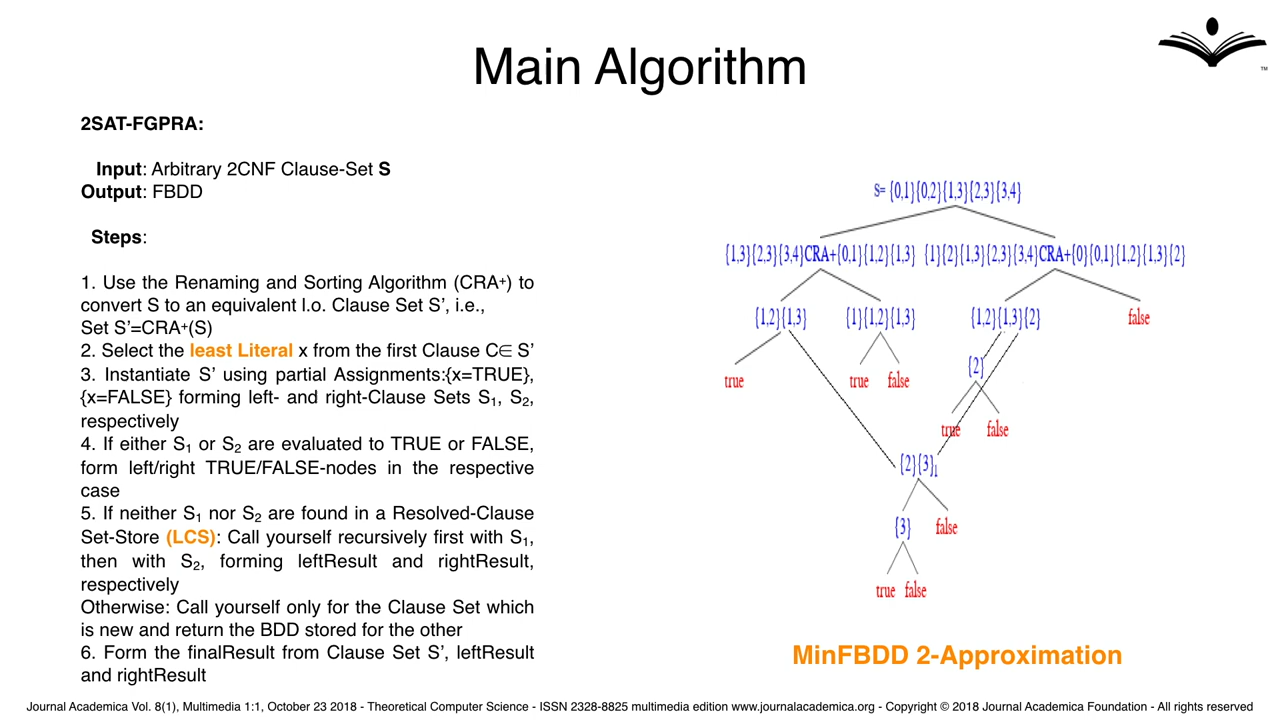 Main Algorithm
TM
2SAT-FGPRA:
Input: Arbitrary 2CNF Clause-Set S
Output: FBDD
Steps:
1. Use the Renaming and Sorting Algorithm (CRA⁺) to
convert S to an equivalent l.o. Clause Set S’, i.e.,
Set S’=CRA⁺(S)
2. Select the least Literal x from the first Clause C∈ S’
3. Instantiate S’ using partial Assignments:{x=TRUE},
{x=FALSE} forming left- and right-Clause Sets S₁, S₂,
respectively
4. If either S₁ or S₂ are evaluated to TRUE or FALSE,
form left/right TRUE/FALSE-nodes in the respective
case
5. If neither S₁ nor S₂ are found in a Resolved-Clause
Set-Store (LCS): Call yourself recursively first with S₁,
then with S₂, forming leftResult and rightResult,
respectively
Otherwise: Call yourself only for the Clause Set which
is new and return the BDD stored for the other
6. Form the finalResult from Clause Set S’, leftResult
and rightResult
S= {0,1}{0,2}{1,3}{2,3}{3,4}
{1,3}{2,3}{3,4}CRA+{0,1}{1,2}{1,3} {1}{2}{1,3}{2,3}{3,4}CRA+{0}{0,1}{1,2}{1,3}{2}
{1,2}{1,3} {1}{1,2}{1,3} {1,2}{1,3}{2} false
{2}
true true false
true false
{2}{3}₁
{3} false
true false
MinFBDD 2-Approximation
Journal Academica Vol. 8(1), Multimedia 1:1, October 23 2018 - Theoretical Computer Science - ISSN 2328-8825 multimedia edition www.journalacademica.org - Copyright © 2018 Journal Academica Foundation - All rights reserved